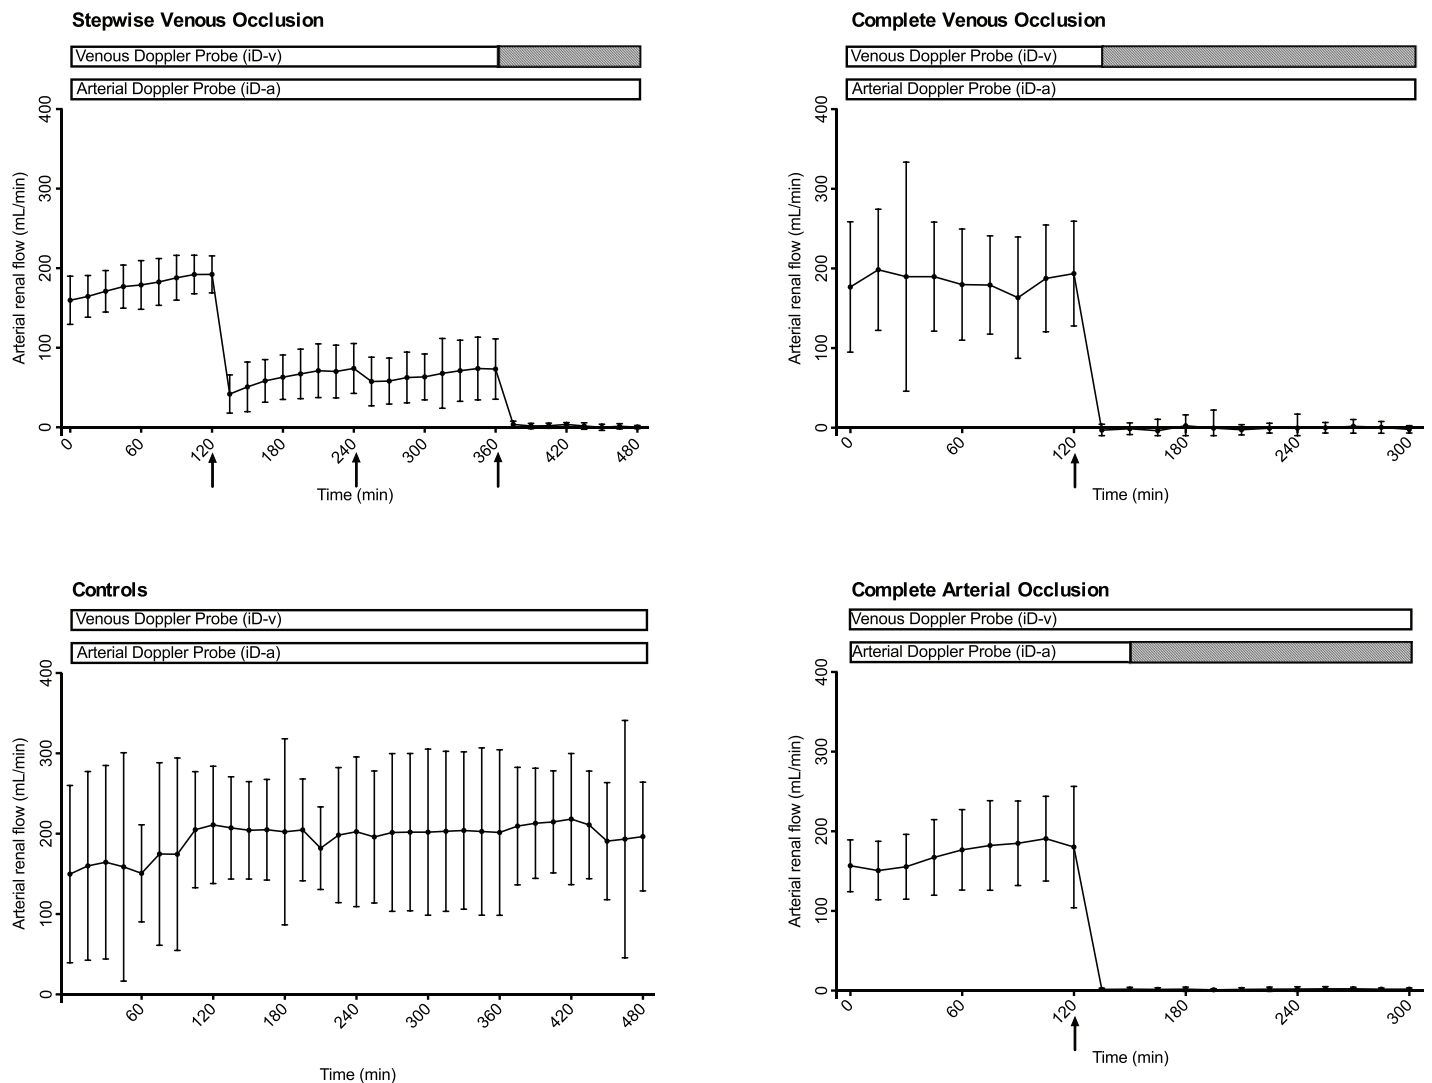 Stepwise Venous Occlusion
Venous Doppler Probe (iD-v)
Arterial Doppler Probe (iD-a)
Arterial renal flow (mL/min)
400
300
200
100
0
0 60 120 180 240 300 360 420 480
Time (min)
Complete Venous Occlusion
Venous Doppler Probe (iD-v)
Arterial Doppler Probe (iD-a)
Arterial renal flow (mL/min)
400
300
200
100
0
0 60 120 180 240 300
Time (min)
Controls
Venous Doppler Probe (iD-v)
Arterial Doppler Probe (iD-a)
Arterial renal flow (mL/min)
400
300
200
100
0
60 120 180 240 300 360 420 480
Time (min)
Complete Arterial Occlusion
Venous Doppler Probe (iD-v)
Arterial Doppler Probe (iD-a)
Arterial renal flow (mL/min)
400
300
200
100
0
0 60 120 180 240 300
Time (min)